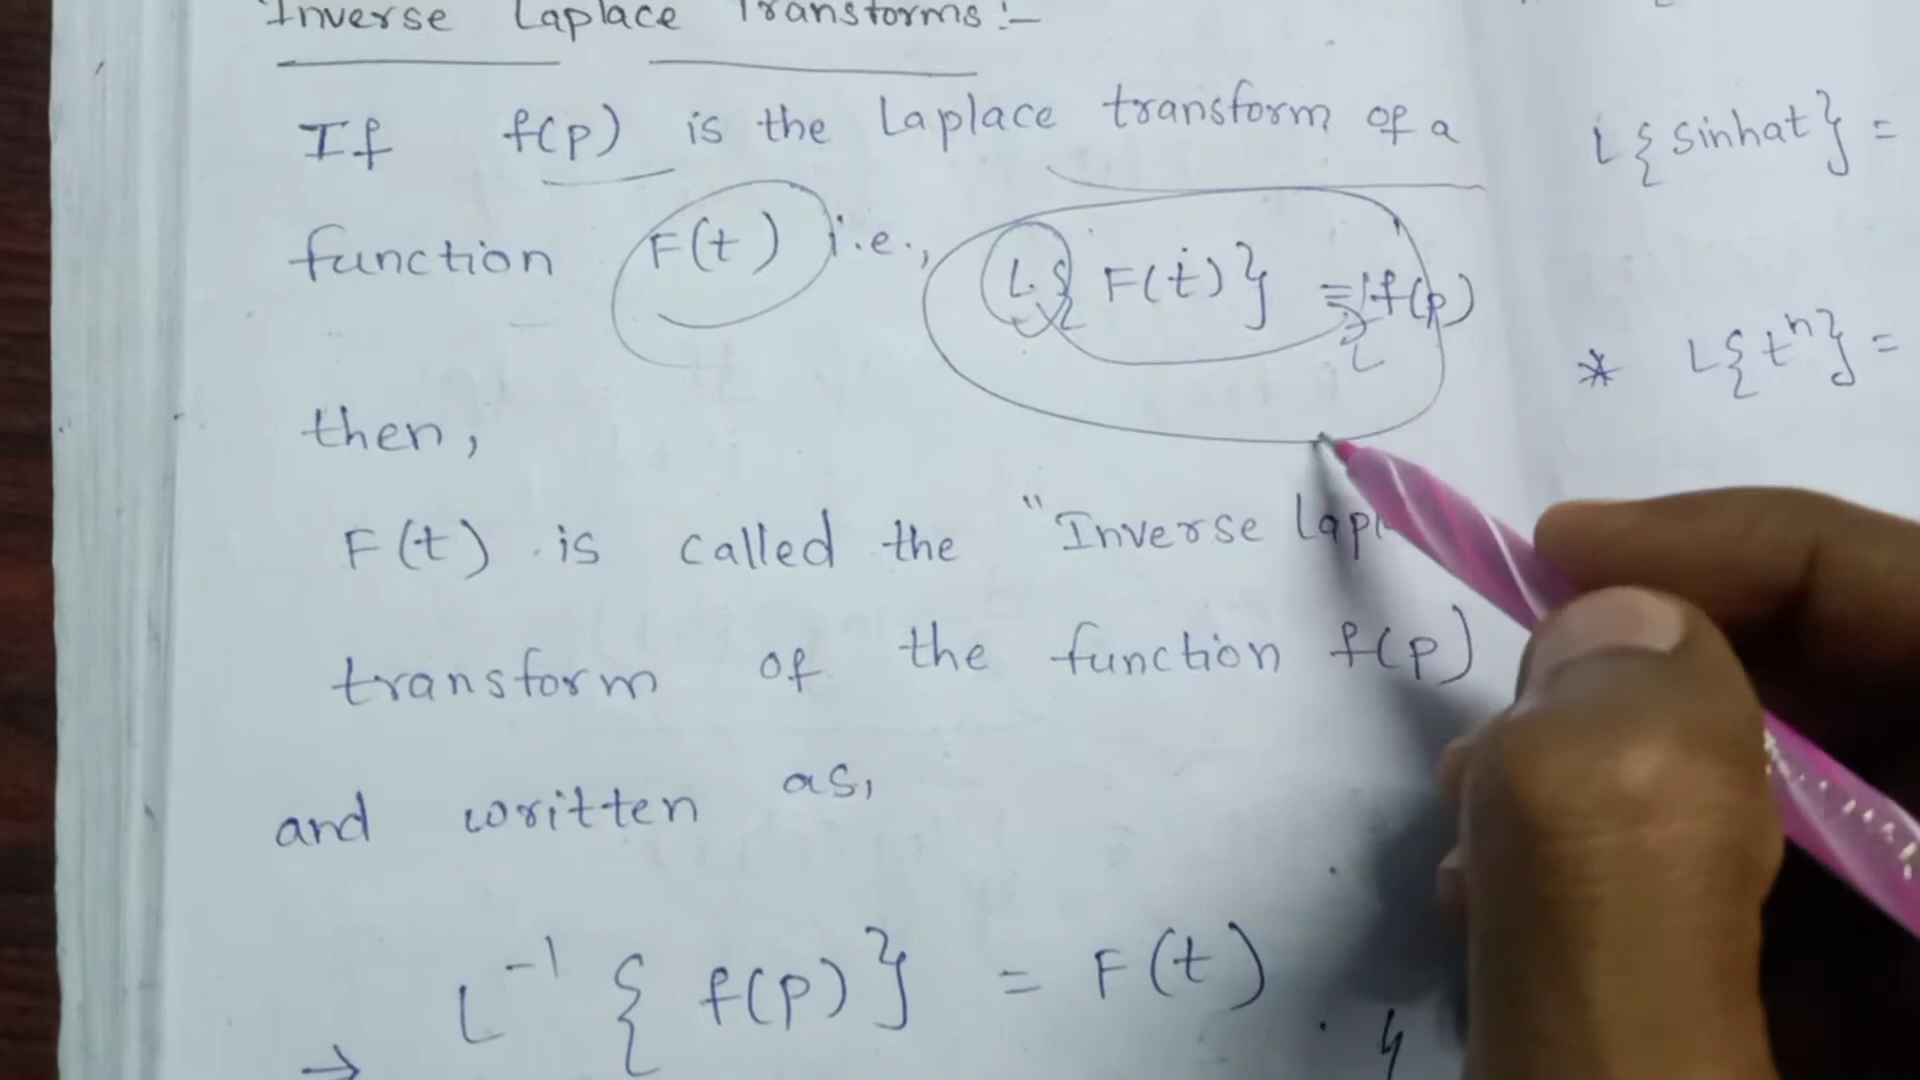 Inverse Laplace Transforms :-
If f(p) is the Laplace transform of a
function F(t) i.e., L{ F(t)} = f(p)
then,
F(t) is called the "Inverse
transform of the function f(p)
and written as,
L⁻¹ { f(p)} = F(t).
→
L{sinhat} =
* L{tⁿ} =